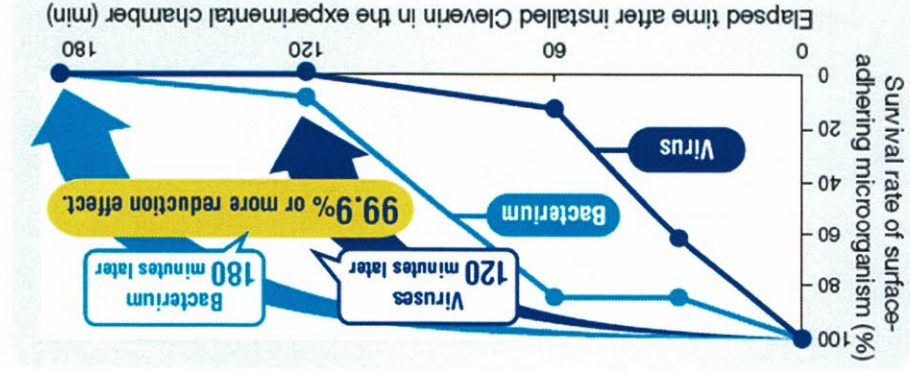 Survival rate of surface-
adhering microorganism (%)
100
80
60
40
20
0
Viruses
120 minutes later
Bacterium
180 minutes later
99.9% or more reduction effect.
Bacterium
Virus
0
60
120
180
Elapsed time after installed Cleverin in the experimental chamber (min)